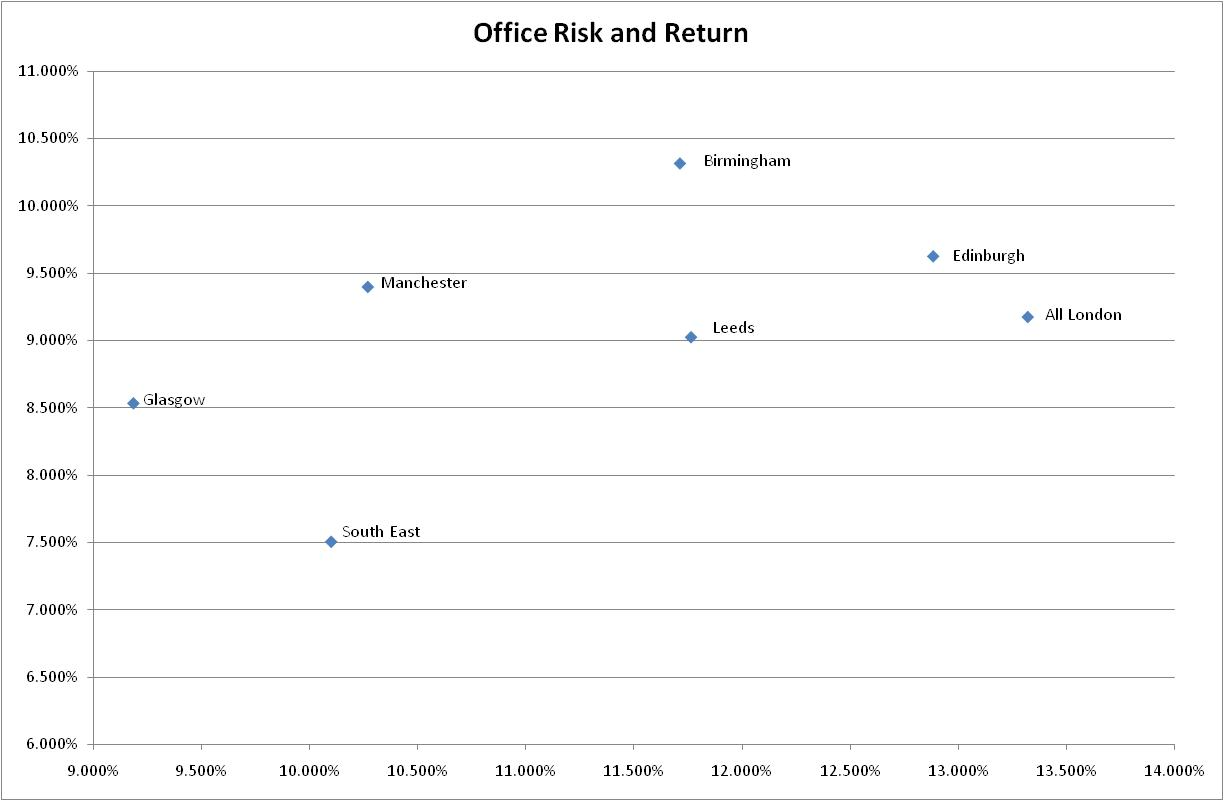 Office Risk and Return
11.000%
10.500%
Birmingham
10.000%
Edinburgh
9.500%
Manchester
All London
Leeds
9.000%
Glasgow
8.500%
8.000%
South East
7.500%
7.000%
6.500%
6.000%
9.000% 9.500% 10.000% 10.500% 11.000% 11.500% 12.000% 12.500% 13.000% 13.500% 14.000%